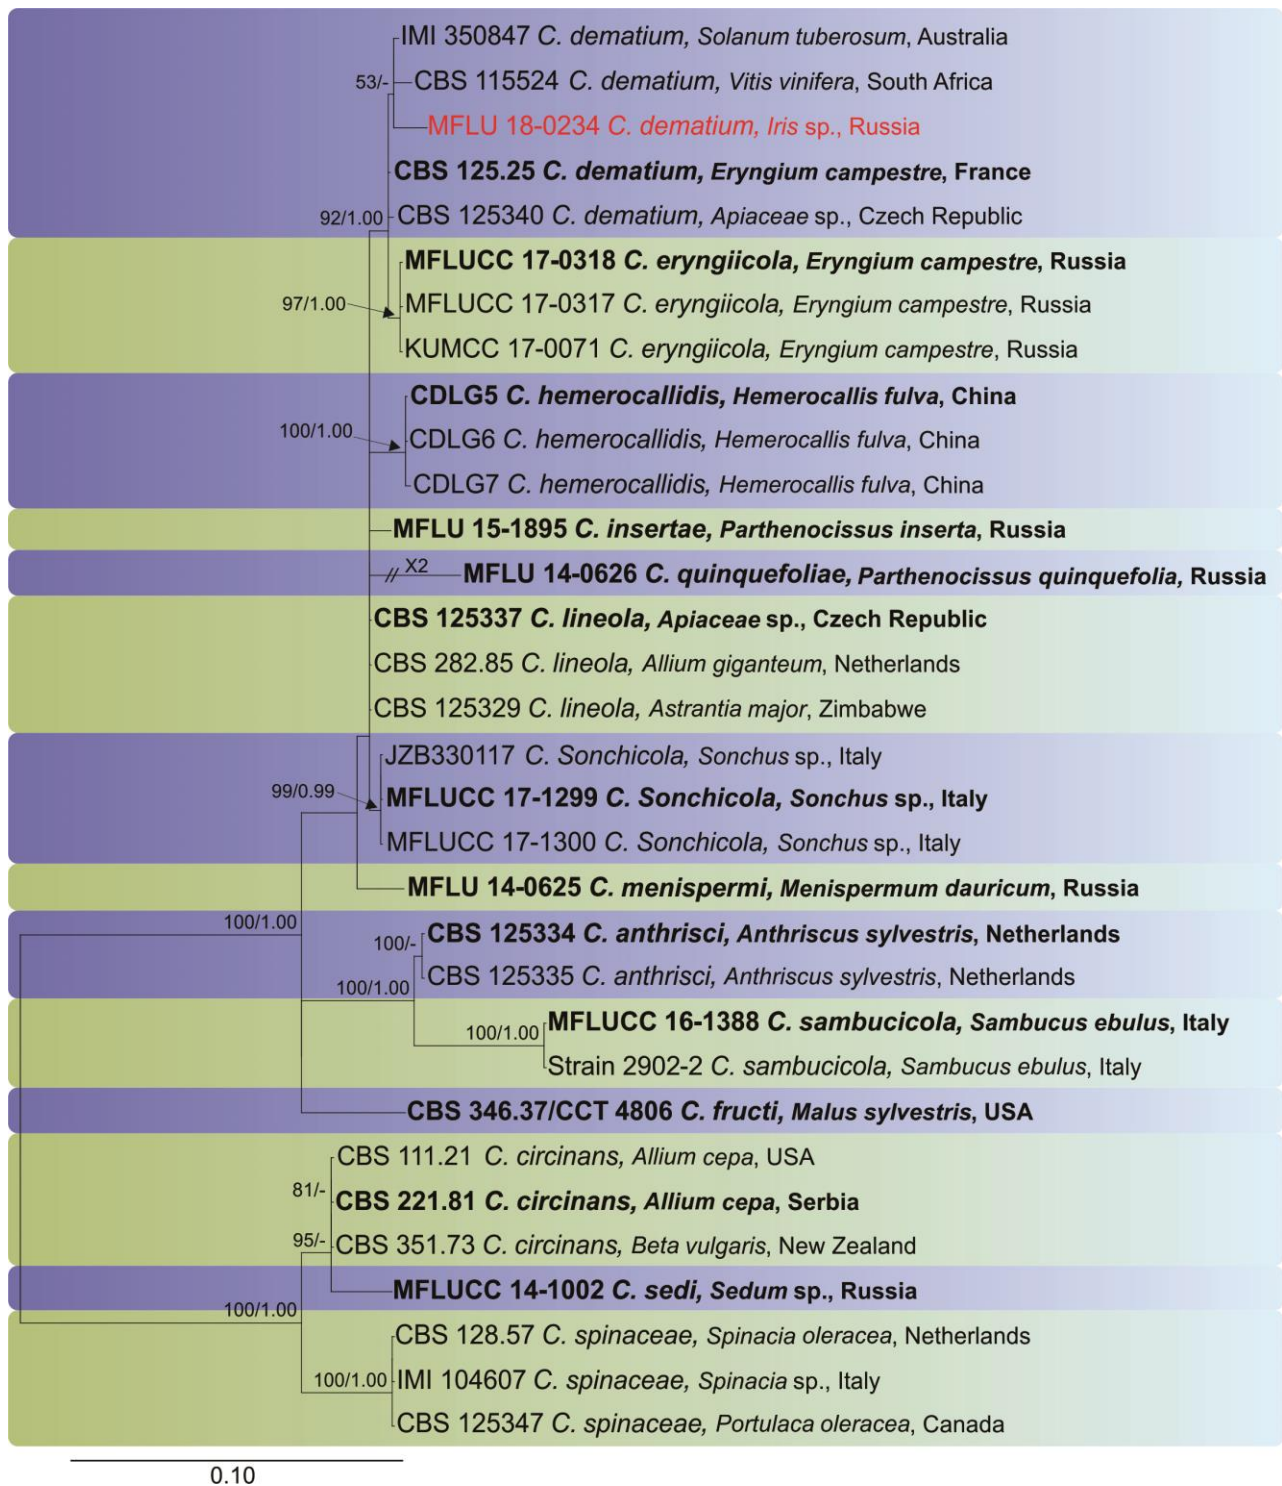 IMI 350847 C. dematium, Solanum tuberosum, Australia
53/-
CBS 115524 C. dematium, Vitis vinifera, South Africa
MFLU 18-0234 C. dematium, Iris sp., Russia
CBS 125.25 C. dematium, Eryngium campestre, France
92/1.00
CBS 125340 C. dematium, Apiaceae sp., Czech Republic
MFLUCC 17-0318 C. eryngiicola, Eryngium campestre, Russia
97/1.00
MFLUCC 17-0317 C. eryngiicola, Eryngium campestre, Russia
KUMCC 17-0071 C. eryngiicola, Eryngium campestre, Russia
CDLG5 C. hemerocallidis, Hemerocallis fulva, China
100/1.00
CDLG6 C. hemerocallidis, Hemerocallis fulva, China
CDLG7 C. hemerocallidis, Hemerocallis fulva, China
MFLU 15-1895 C. insertae, Parthenocissus inserta, Russia
X2
MFLU 14-0626 C. quinquefoliae, Parthenocissus quinquefolia, Russia
CBS 125337 C. lineola, Apiaceae sp., Czech Republic
CBS 282.85 C. lineola, Allium giganteum, Netherlands
CBS 125329 C. lineola, Astrantia major, Zimbabwe
JZB330117 C. Sonchicola, Sonchus sp., Italy
99/0.99
MFLUCC 17-1299 C. Sonchicola, Sonchus sp., Italy
MFLUCC 17-1300 C. Sonchicola, Sonchus sp., Italy
MFLU 14-0625 C. menispermi, Menispermum dauricum, Russia
100/1.00
CBS 125334 C. anthrisci, Anthriscus sylvestris, Netherlands
100/-
CBS 125335 C. anthrisci, Anthriscus sylvestris, Netherlands
100/1.00
MFLUCC 16-1388 C. sambucicola, Sambucus ebulus, Italy
100/1.00
Strain 2902-2 C. sambucicola, Sambucus ebulus, Italy
CBS 346.37/CCT 4806 C. fructi, Malus sylvestris, USA
CBS 111.21 C. circinans, Allium cepa, USA
81/-
CBS 221.81 C. circinans, Allium cepa, Serbia
95/-
CBS 351.73 C. circinans, Beta vulgaris, New Zealand
MFLUCC 14-1002 C. sedi, Sedum sp., Russia
100/1.00
CBS 128.57 C. spinaceae, Spinacia oleracea, Netherlands
100/1.00
IMI 104607 C. spinaceae, Spinacia sp., Italy
CBS 125347 C. spinaceae, Portulaca oleracea, Canada
0.10